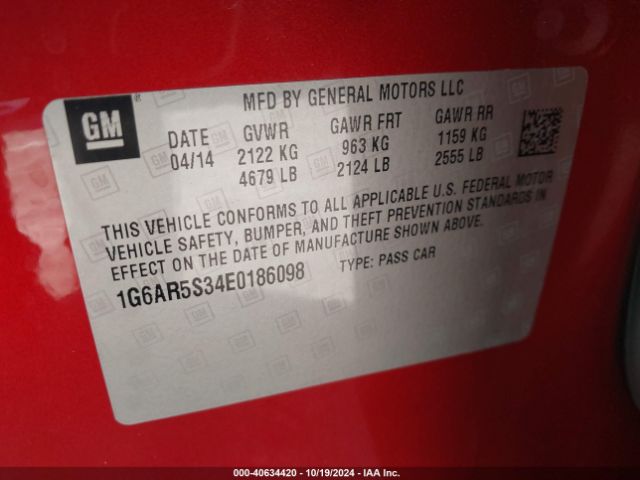 MFD BY GENERAL MOTORS LLC
GM
DATE GVWR GAWR FRT GAWR RR
04/14 2122 KG 963 KG 1159 KG
4679 LB 2124 LB 2555 LB
THIS VEHICLE CONFORMS TO ALL APPLICABLE U.S. FEDERAL MOTOR
VEHICLE SAFETY, BUMPER, AND THEFT PREVENTION STANDARDS IN
EFFECT ON THE DATE OF MANUFACTURE SHOWN ABOVE.
1G6AR5S34E0186098 TYPE: PASS CAR
000-40634420 - 10/19/2024 - IAA Inc.